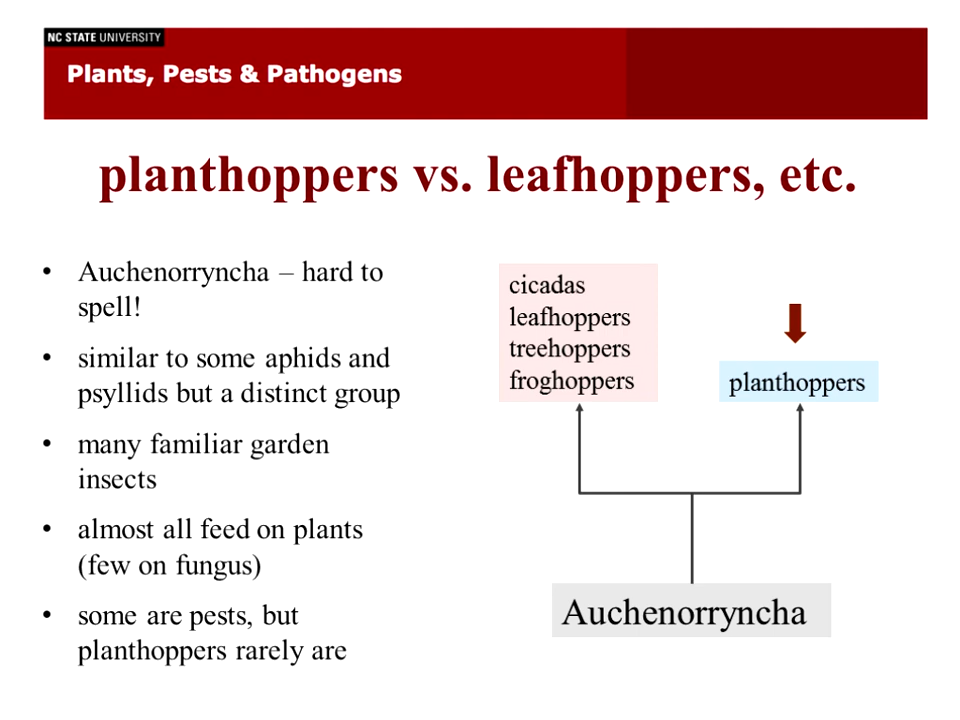 NC STATE UNIVERSITY
Plants, Pests & Pathogens
planthoppers vs. leafhoppers, etc.
• Auchenorryncha – hard to
spell!
• similar to some aphids and
psyllids but a distinct group
• many familiar garden
insects
• almost all feed on plants
(few on fungus)
• some are pests, but
planthoppers rarely are
cicadas
leafhoppers
treehoppers
froghoppers
planthoppers
Auchenorryncha